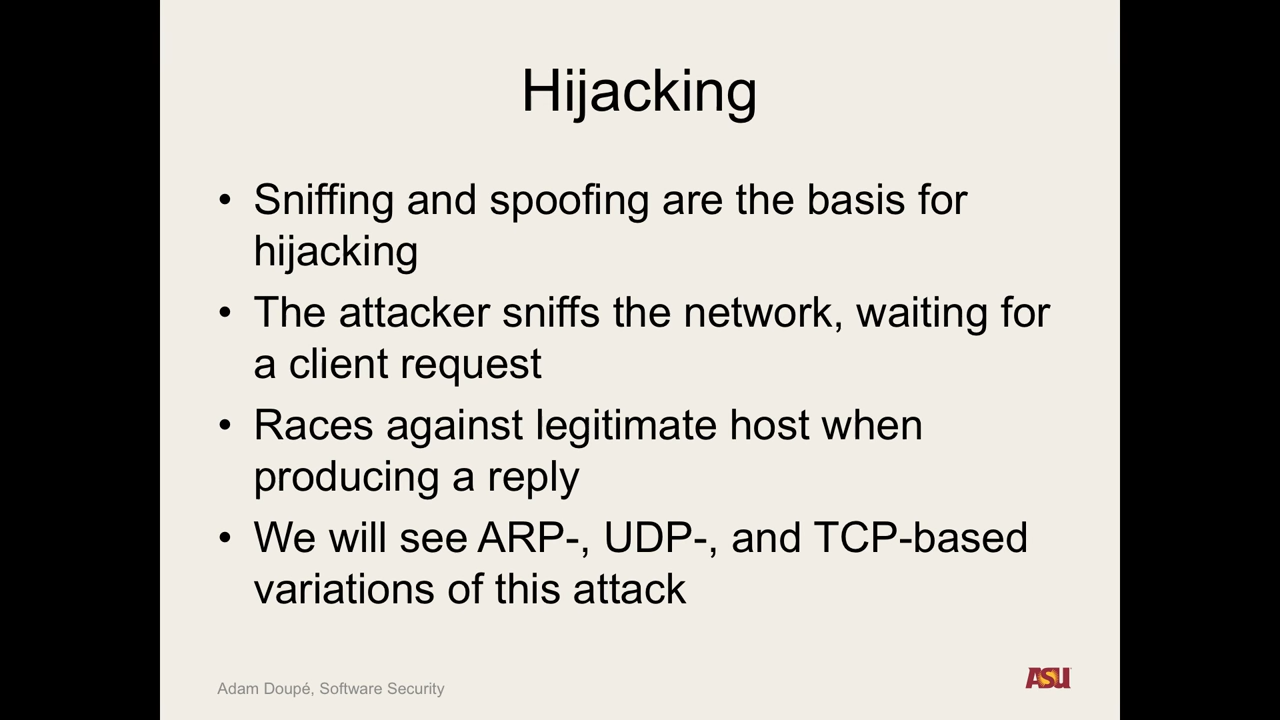 Hijacking
• Sniffing and spoofing are the basis for
hijacking
• The attacker sniffs the network, waiting for
a client request
• Races against legitimate host when
producing a reply
• We will see ARP-, UDP-, and TCP-based
variations of this attack
Adam Doupé, Software Security
ASU